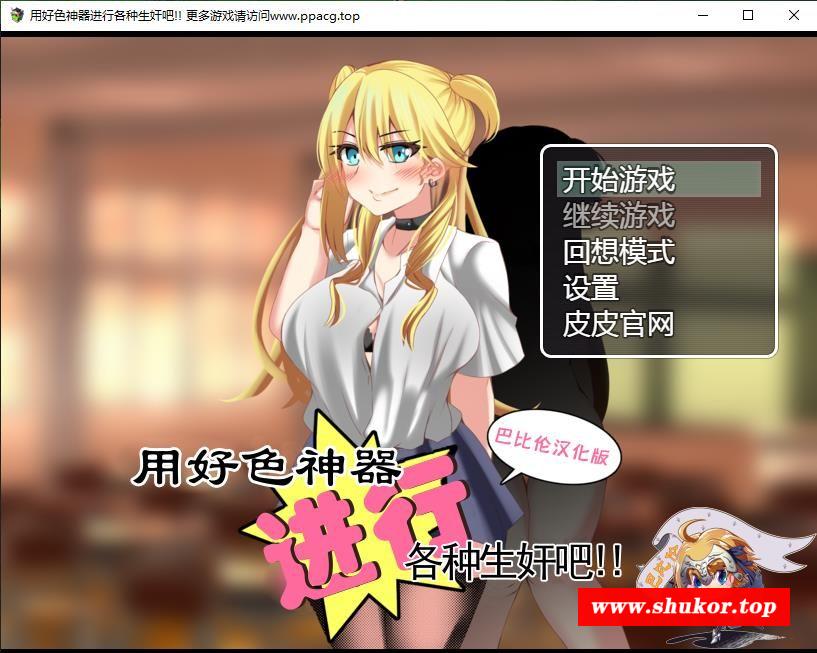 用好色神器进行各种生奸吧!! 更多游戏请访问www.ppacg.top
开始游戏
继续游戏
回想模式
设置
皮皮官网
巴比伦汉化版
用好色神器
进行
各种生奸吧!!
www.shukor.top